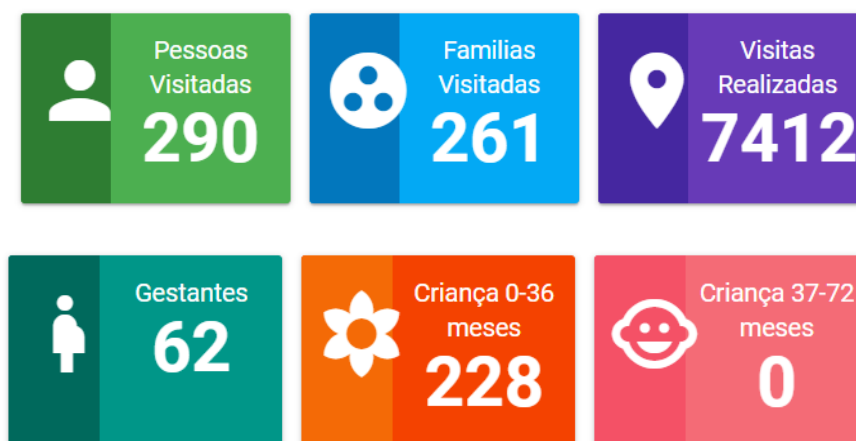 Pessoas
Visitadas
290
Familias
Visitadas
261
Visitas
Realizadas
7412
Gestantes
62
Criança 0-36
meses
228
Criança 37-72
meses
0